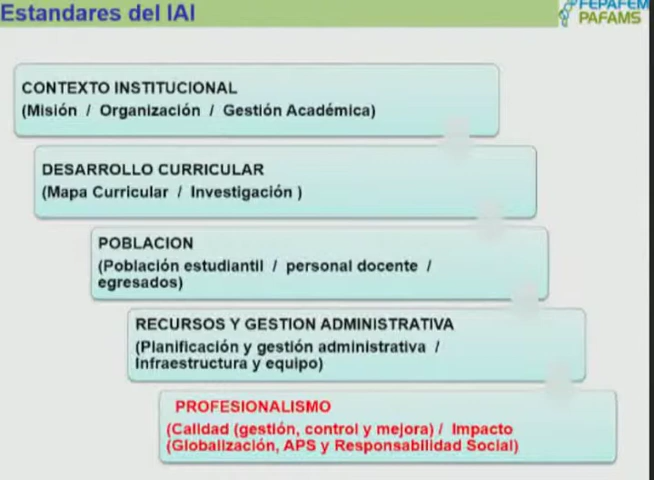 Estandares del IAI
FEPAFEM
PAFAMS
CONTEXTO INSTITUCIONAL
(Misión / Organización / Gestión Académica)
DESARROLLO CURRICULAR
(Mapa Curricular / Investigación )
POBLACION
(Población estudiantil / personal docente /
egresados)
RECURSOS Y GESTION ADMINISTRATIVA
(Planificación y gestión administrativa /
Infraestructura y equipo)
PROFESIONALISMO
(Calidad (gestión, control y mejora) / Impacto
(Globalización, APS y Responsabilidad Social)